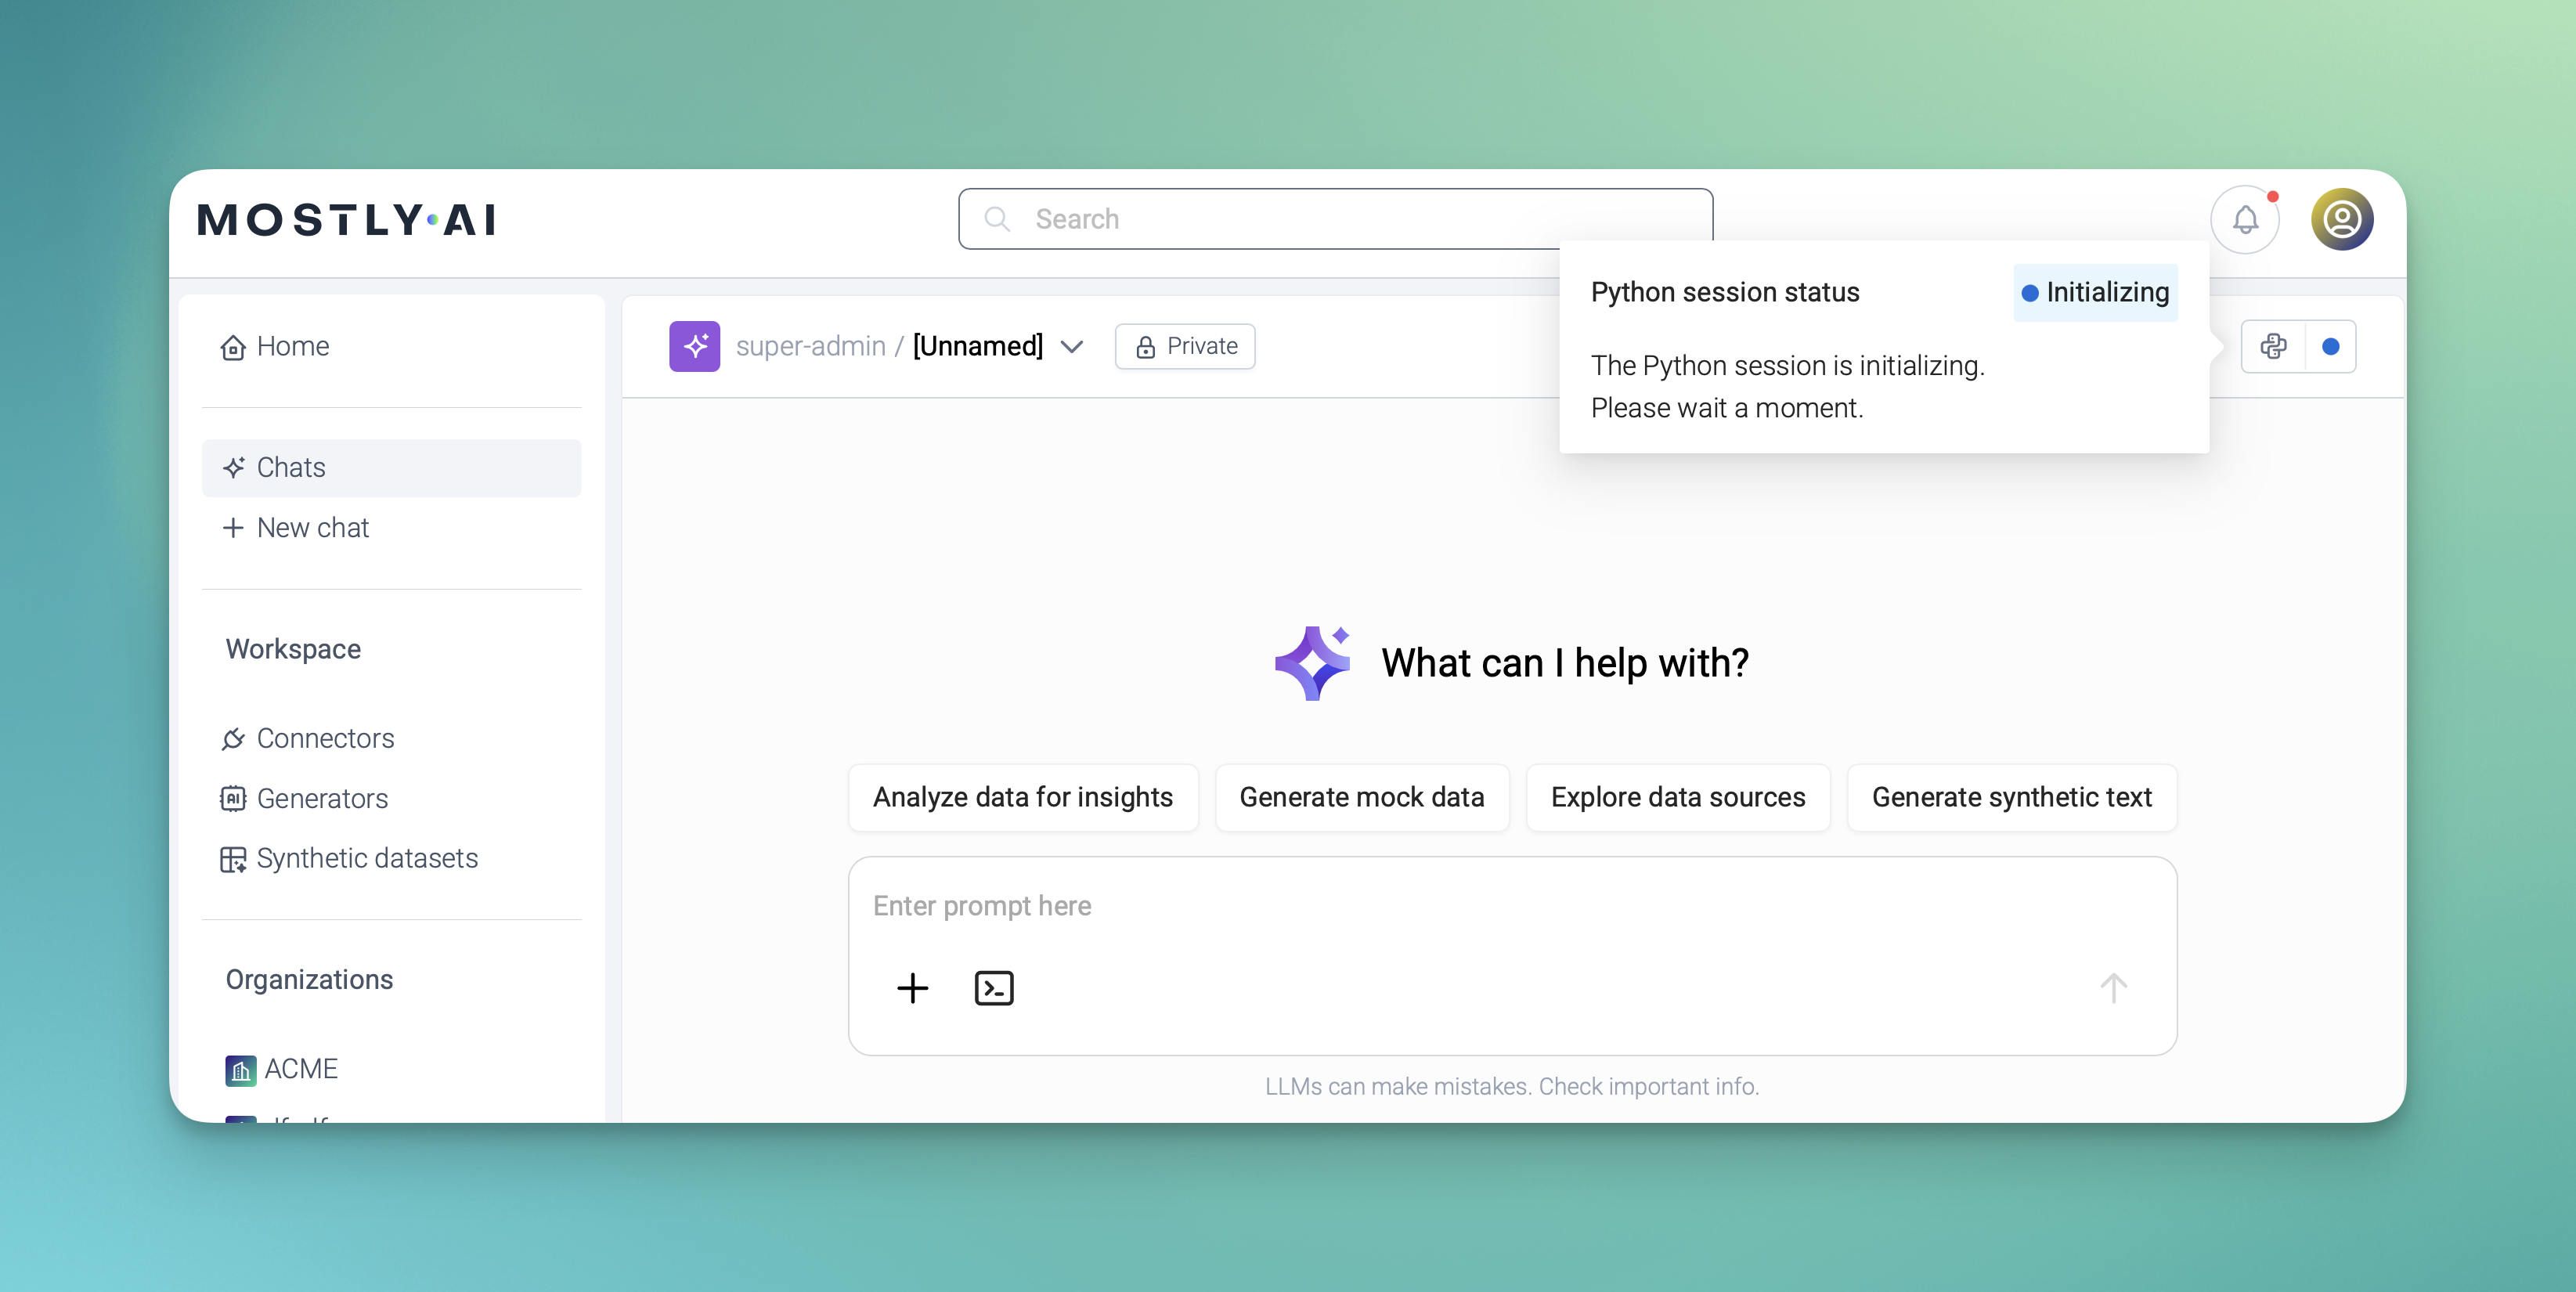 MOSTLY AI
Search
Python session status
Initializing
The Python session is initializing.
Please wait a moment.
super-admin / [Unnamed]
Private
Home
Chats
New chat
Workspace
Connectors
AI
Generators
Synthetic datasets
Organizations
ACME
What can I help with?
Analyze data for insights
Generate mock data
Explore data sources
Generate synthetic text
Enter prompt here
LLMs can make mistakes. Check important info.